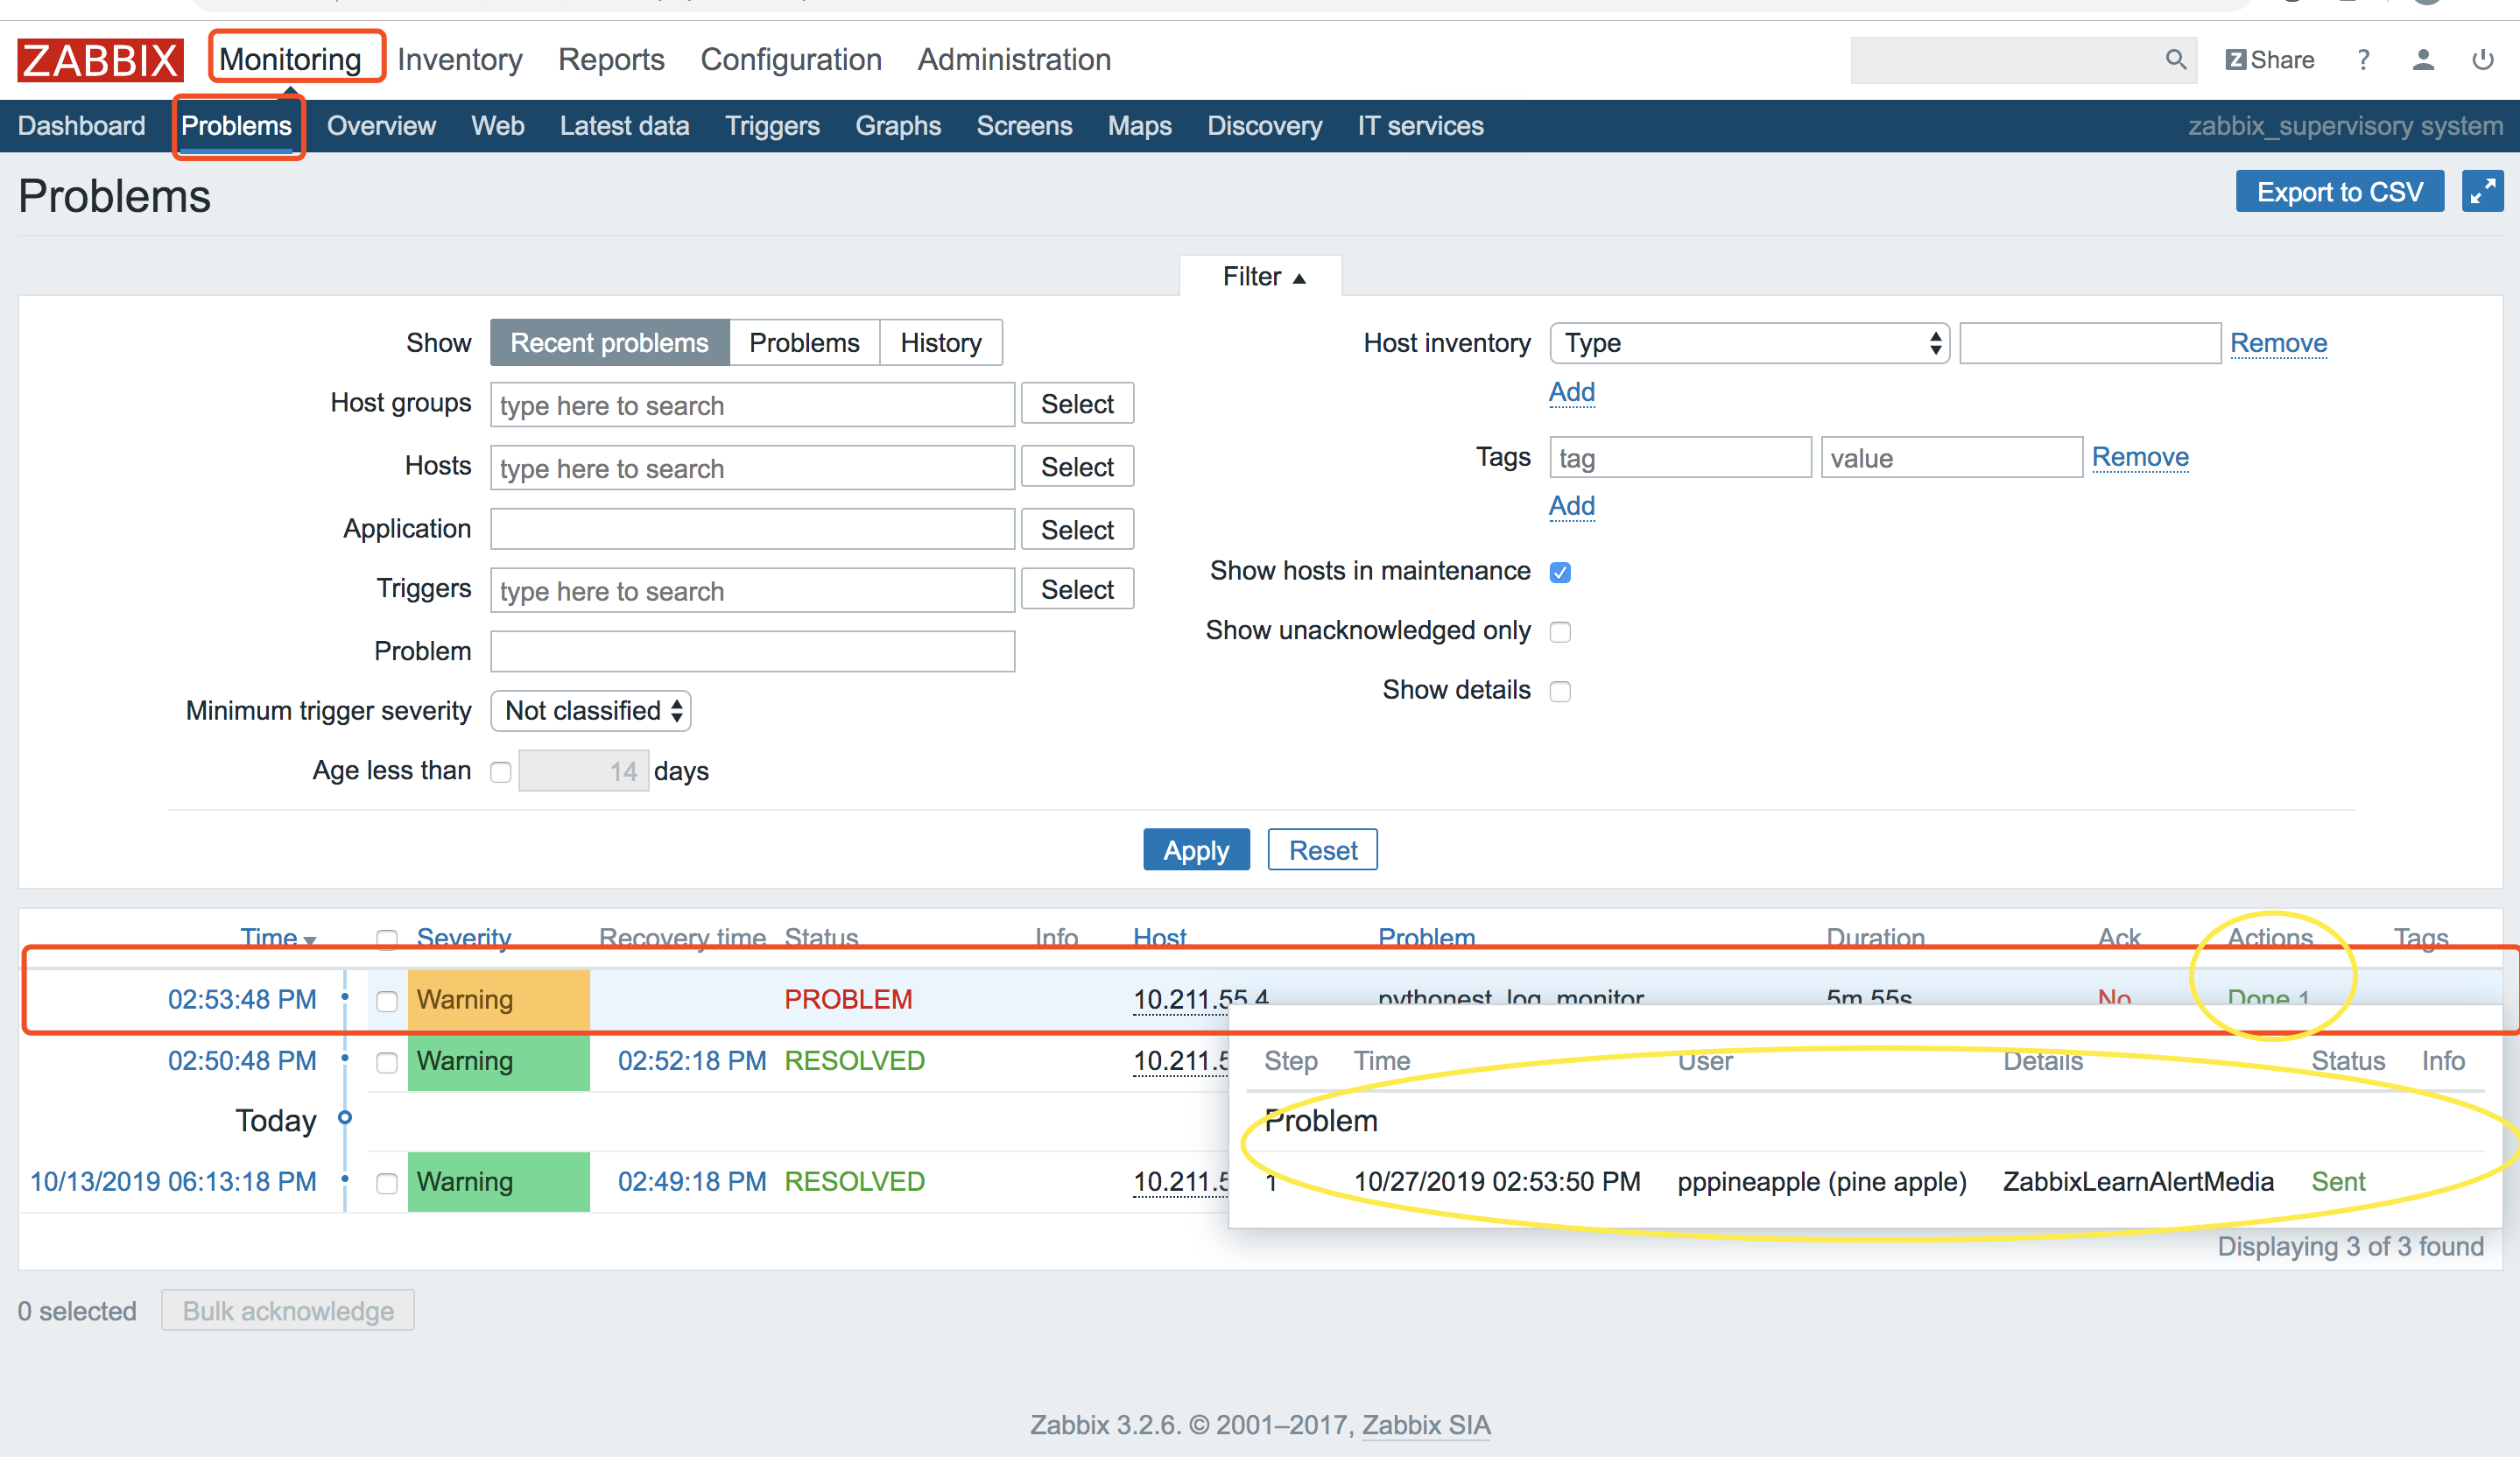 ZABBIX Monitoring Inventory Reports Configuration Administration Z Share ?
Dashboard Problems Overview Web Latest data Triggers Graphs Screens Maps Discovery IT services zabbix_supervisory system
Problems Export to CSV
Filter
Show Recent problems Problems History Host inventory Type Remove
Add
Host groups type here to search Select
Hosts type here to search Select Tags tag value Remove
Add
Application Select
Show hosts in maintenance
Triggers type here to search Select
Show unacknowledged only
Problem
Show details
Minimum trigger severity Not classified
Age less than 14 days
Apply Reset
Time Severity Recovery time Status Info Host Problem Duration Ack Actions Tags
02:53:48 PM Warning PROBLEM 10.211.55.4 pythonest_log_monitor 5m 55s No Done 1
02:50:48 PM Warning 02:52:18 PM RESOLVED 10.211.5
Step Time User Details Status Info
Today
Problem
10/13/2019 06:13:18 PM Warning 02:49:18 PM RESOLVED 10.211.5
1 10/27/2019 02:53:50 PM pppineapple (pine apple) ZabbixLearnAlertMedia Sent
Displaying 3 of 3 found
0 selected Bulk acknowledge
Zabbix 3.2.6. © 2001–2017, Zabbix SIA